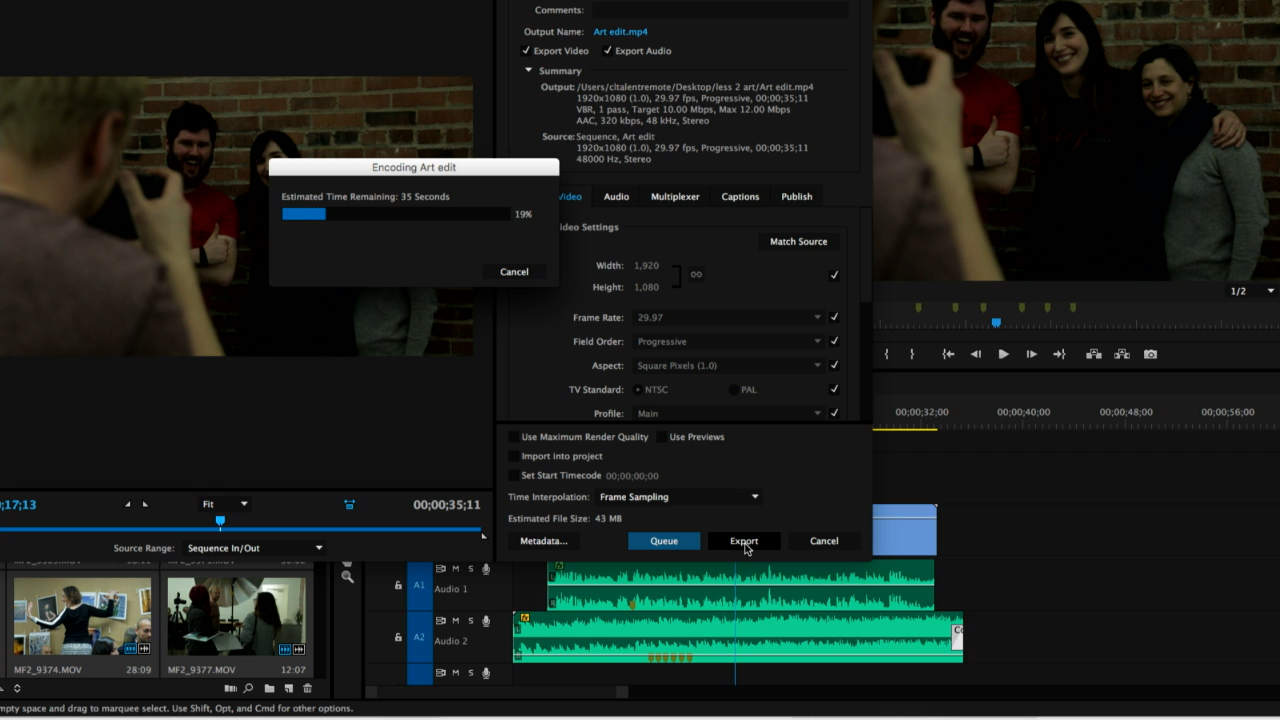 Comments:
Output Name: Art edit.mp4
Export Video Export Audio
Summary
Output: /Users/cltalentremote/Desktop/less 2 art/Art edit.mp4
1920x1080 (1.0), 29.97 fps, Progressive, 00;00;35;11
VBR, 1 pass, Target 10.00 Mbps, Max 12.00 Mbps
AAC, 320 kbps, 48 kHz, Stereo
Source: Sequence, Art edit
1920x1080 (1.0), 29.97 fps, Progressive, 00;00;35;11
48000 Hz, Stereo
Encoding Art edit
Estimated Time Remaining: 35 Seconds
19%
Cancel
Video Audio Multiplexer Captions Publish
ideo Settings
Match Source
Width: 1,920
Height: 1,080
Frame Rate: 29.97
Field Order: Progressive
Aspect: Square Pixels (1.0)
TV Standard: NTSC PAL
Profile: Main
1/2
00;00;32;00 00;00;40;00 00;00;48;00 00;00;56;00
Use Maximum Render Quality Use Previews
Import into project
Set Start Timecode 00;00;00;00
Time Interpolation: Frame Sampling
Estimated File Size: 43 MB
Metadata... Queue Export Cancel
;17;13 Fit 00;00;35;11
Source Range: Sequence In/Out
A1 M S
Audio 1
L
R
fx
A2 M S
Audio 2
L
fx
Co
M S
MF2_9374.MOV 28:09 MF2_9377.MOV 12:07
mpty space and drag to marquee select. Use Shift, Opt, and Cmd for other options.